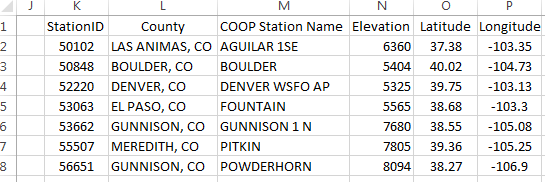 J K L M N O P
1 StationID County COOP Station Name Elevation Latitude Longitude
2 50102 LAS ANIMAS, CO AGUILAR 1SE 6360 37.38 -103.35
3 50848 BOULDER, CO BOULDER 5404 40.02 -104.73
4 52220 DENVER, CO DENVER WSFO AP 5325 39.75 -103.13
5 53063 EL PASO, CO FOUNTAIN 5565 38.68 -103.3
6 53662 GUNNISON, CO GUNNISON 1 N 7680 38.55 -105.08
7 55507 MEREDITH, CO PITKIN 7805 39.36 -105.25
8 56651 GUNNISON, CO POWDERHORN 8094 38.27 -106.9